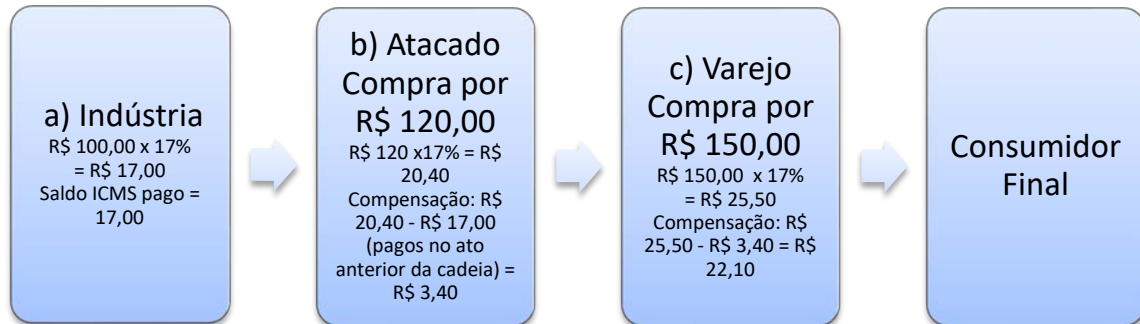 a) Indústria
R$ 100,00 x 17%
= R$ 17,00
Saldo ICMS pago =
17,00
b) Atacado
Compra por
R$ 120,00
R$ 120 x17% = R$
20,40
Compensação: R$
20,40 - R$ 17,00
(pagos no ato
anterior da cadeia) =
R$ 3,40
c) Varejo
Compra por
R$ 150,00
R$ 150,00 x 17%
= R$ 25,50
Compensação: R$
25,50 - R$ 3,40 = R$
22,10
Consumidor
Final